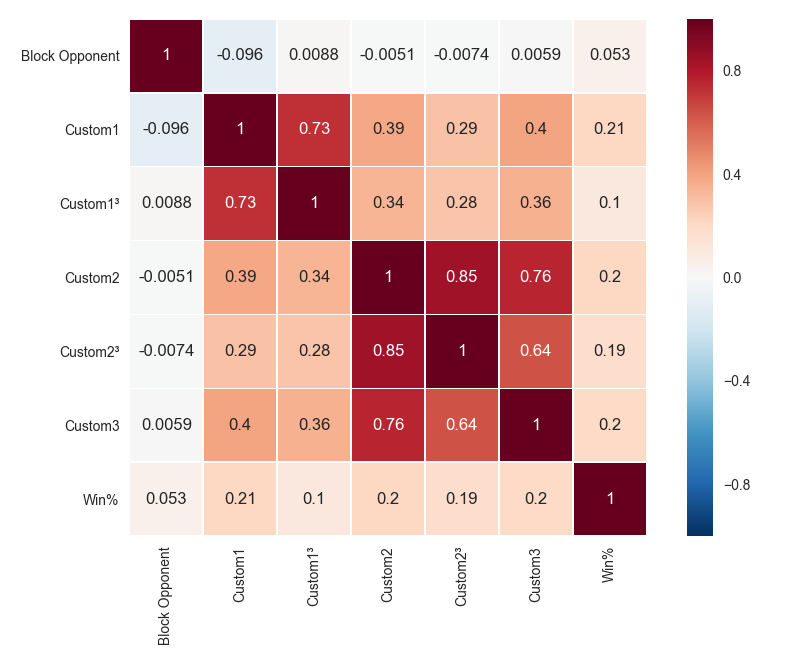 Block Opponent 1 -0.096 0.0088 -0.0051 -0.0074 0.0059 0.053
Custom1 -0.096 1 0.73 0.39 0.29 0.4 0.21
Custom1³ 0.0088 0.73 1 0.34 0.28 0.36 0.1
Custom2 -0.0051 0.39 0.34 1 0.85 0.76 0.2
Custom2³ -0.0074 0.29 0.28 0.85 1 0.64 0.19
Custom3 0.0059 0.4 0.36 0.76 0.64 1 0.2
Win% 0.053 0.21 0.1 0.2 0.19 0.2 1
Block Opponent
Custom1
Custom1³
Custom2
Custom2³
Custom3
Win%
0.8
0.4
0.0
−0.4
−0.8